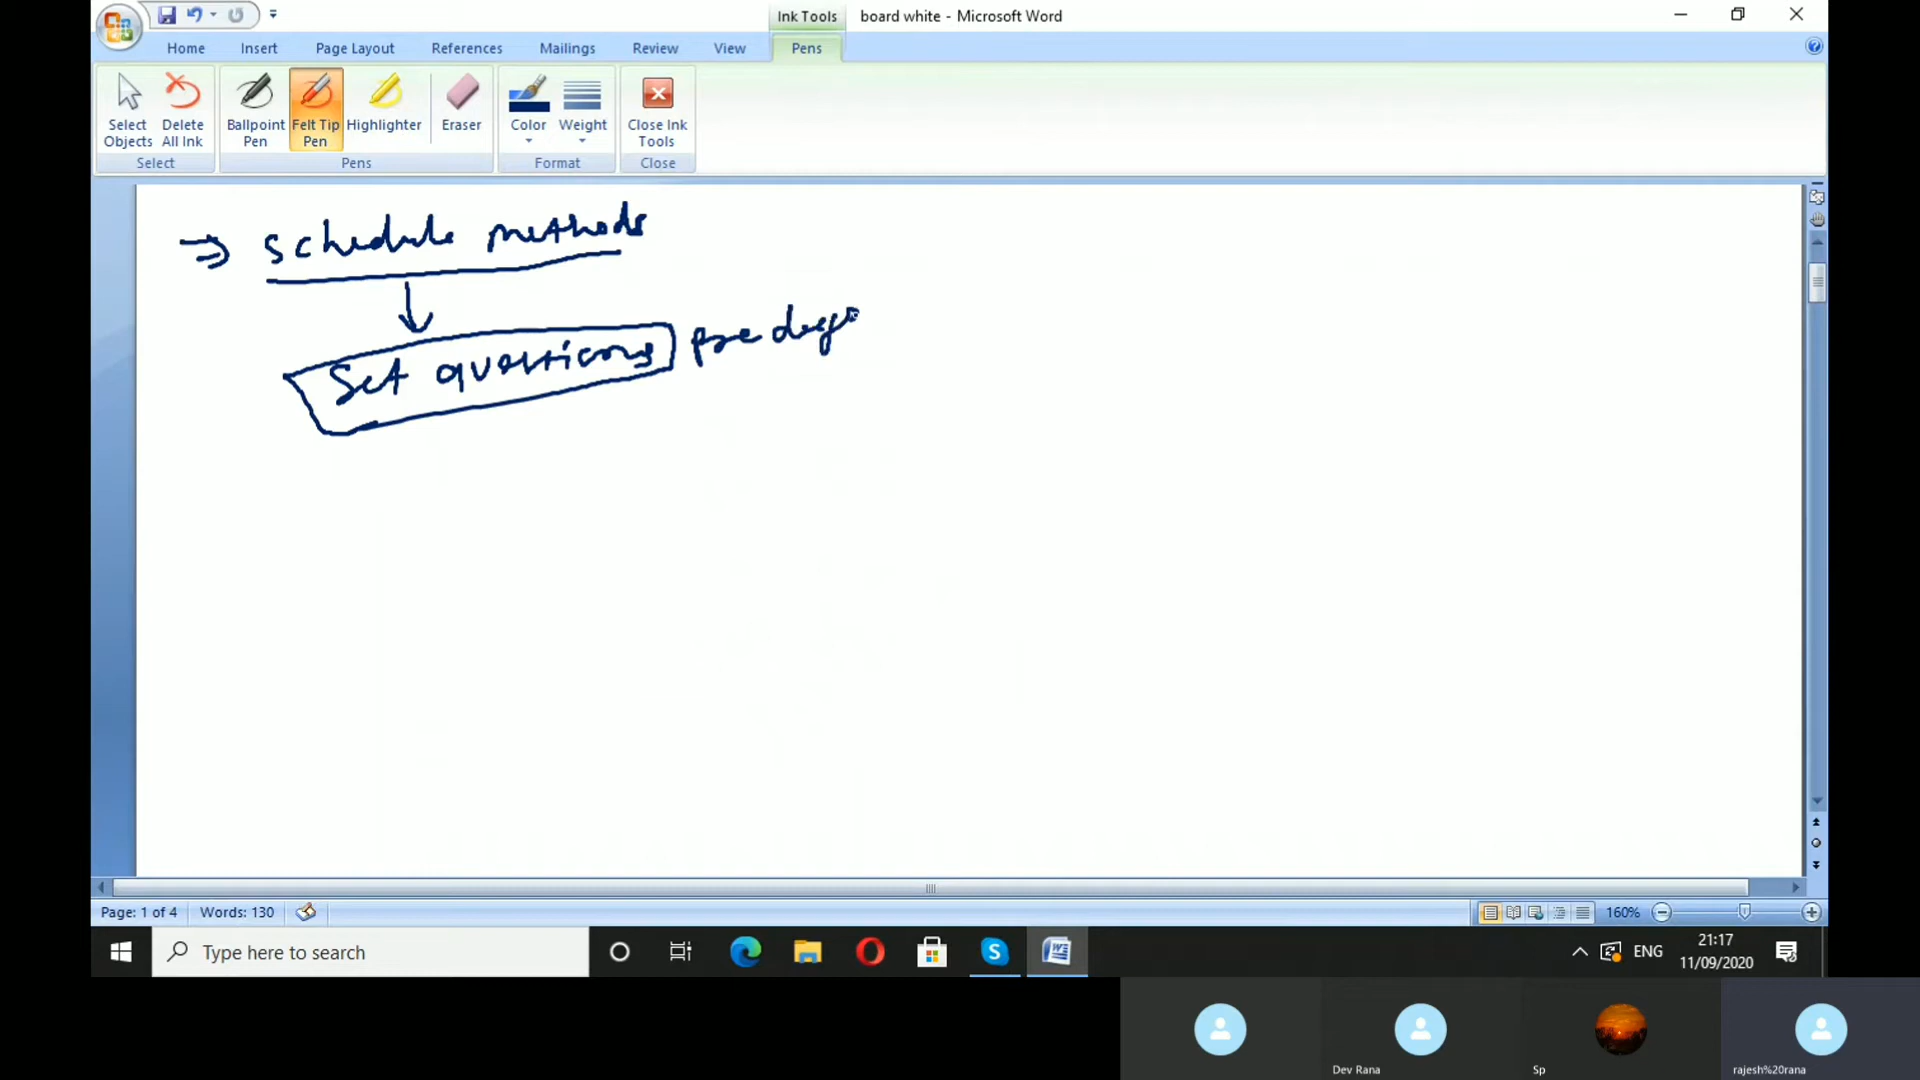 board white - Microsoft Word
Ink Tools
Home Insert Page Layout References Mailings Review View Pens
Select Objects
Delete All Ink
Ballpoint Pen
Felt Tip Pen
Highlighter
Eraser
Color
Weight
Close Ink Tools
Select Pens Format Close
⇒ schedule methods
Set questions pre
Page: 1 of 4 Words: 130 160%
Type here to search
ENG
21:17
11/09/2020
Dev Rana
Sp
rajesh%20rana